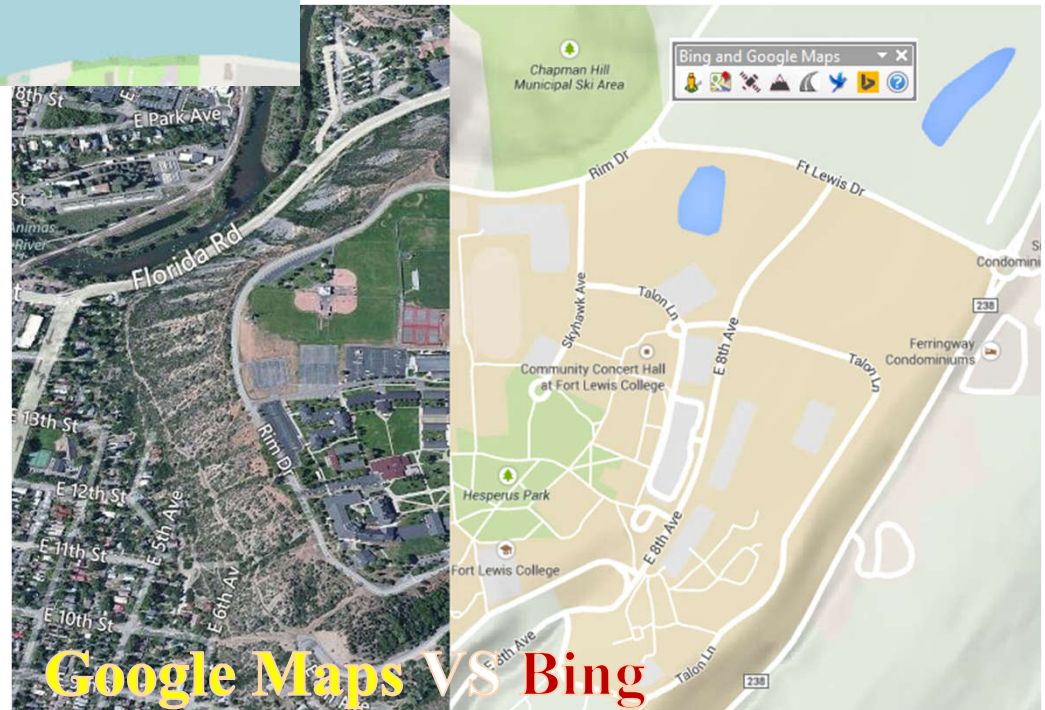 8th St
E Park Ave
St
Animas
River
Florida Rd
E 13th St
Rim Dr
E 12th St
E 5th Ave
E 11th St
E 6th Av
E 10th St
Chapman Hill
Municipal Ski Area
Bing and Google Maps
Rim Dr
Ft Lewis Dr
Condomini
238
Skyhawk Ave
Talon Ln
E 8th Ave
Ferringway
Condominiums
Community Concert Hall
at Fort Lewis College
Talon Ln
Hesperus Park
E 8th Ave
Fort Lewis College
E 8th Ave
Talon Ln
238
Google Maps VS Bing